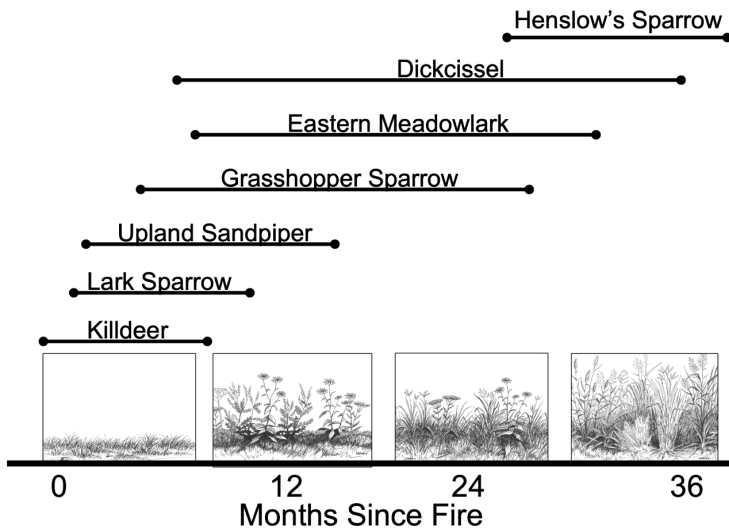 Henslow's Sparrow
Dickcissel
Eastern Meadowlark
Grasshopper Sparrow
Upland Sandpiper
Lark Sparrow
Killdeer
0 12 24 36
Months Since Fire